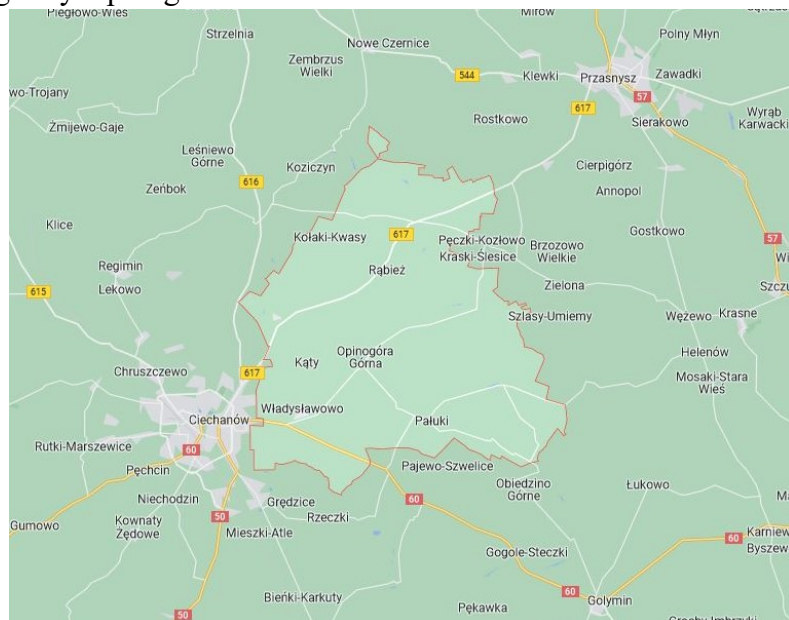 Piegłowo-Wieś
Strzelnia
Mirów
Polny Młyn
Nowe Czernice
Zembrzus
Wielki
544
Klewki
Przasnysz
Zawadki
wo-Trojany
57
617
Wyrąb
Karwacki
Żmijewo-Gaje
Rostkowo
Sierakowo
Leśniewo
Górne
Koziczyn
Cierpigórz
Zeńbok
616
Annopol
Klice
Kołaki-Kwasy
617
Pęczki-Kozłowo
Kraski-Ślesice
Brzozowo
Wielkie
Gostkowo
57
Regimin
Rąbież
Lekowo
615
Zielona
Szczu
Szlasy-Umiemy
Wężewo
Krasne
Opinogóra
Górna
Kąty
Helenów
Chruszczewo
617
Mosaki-Stara
Wieś
Władysławowo
Ciechanów
Pałuki
Rutki-Marszewice
60
Pęchcin
Pajewo-Szwelice
Obiedzino
Górne
Łukowo
Niechodzin
Grędzice
60
Gumowo
Kownaty
Żędowe
50
Rzeczki
Mieszki-Atle
60
Karniew
Byszew
Gogole-Steczki
Bieńki-Karkuty
60
Golymin
50
Pękawka